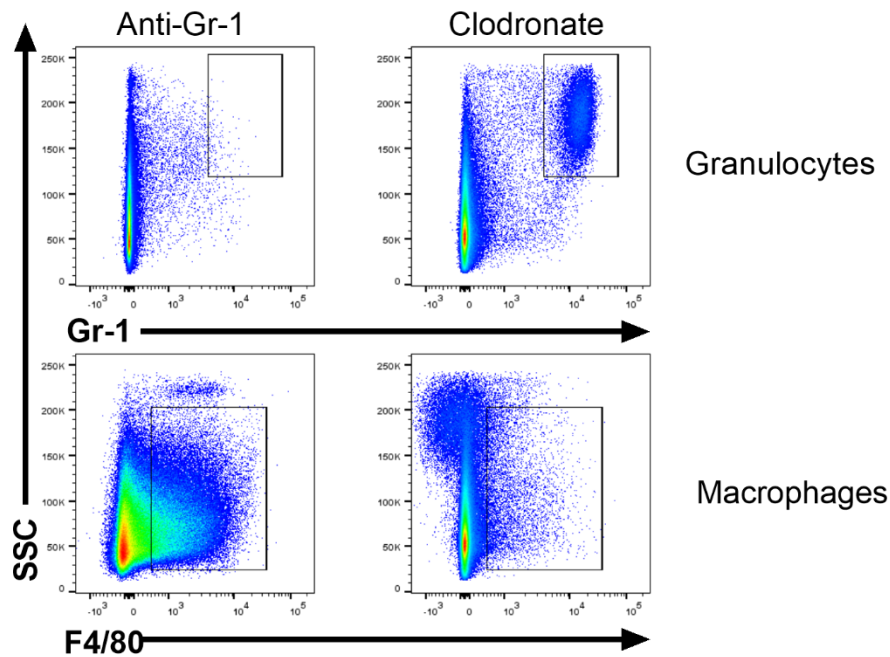 Anti-Gr-1 Clodronate
250K 250K
200K 200K
150K 150K
100K 100K
50K 50K
0 0
-10³ 0 10³ 10⁴ 10⁵ -10³ 0 10³ 10⁴ 10⁵
Granulocytes
Gr-1
250K 250K
200K 200K
150K 150K
100K 100K
50K 50K
0 0
-10³ 0 10³ 10⁴ 10⁵ -10³ 0 10³ 10⁴ 10⁵
Macrophages
SSC
F4/80